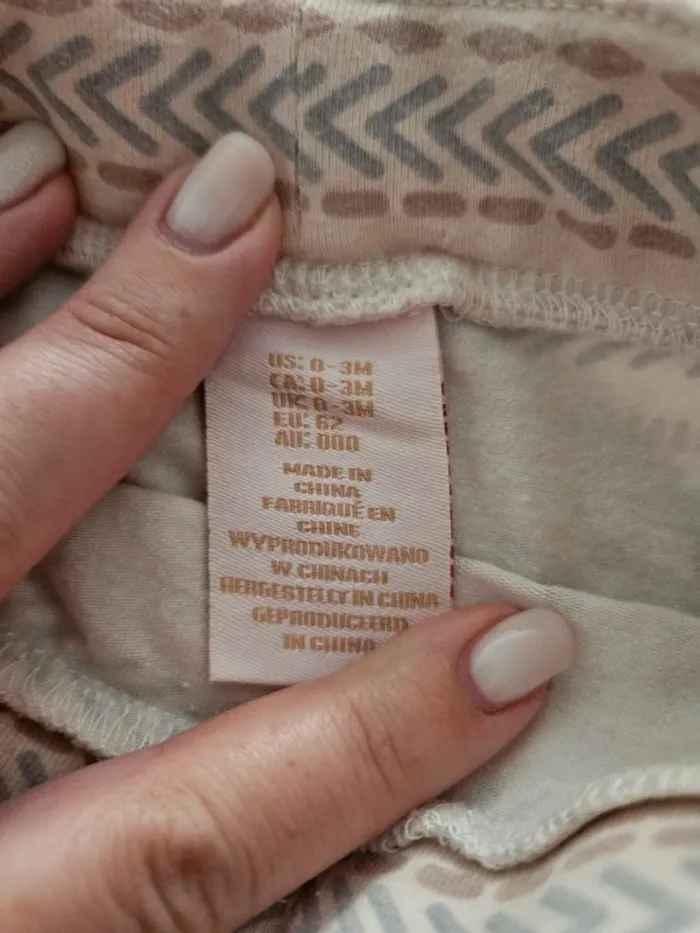 US: 0-3M
CA: 0-3M
UK: 0-3M
EU: 62
AU: 000
MADE IN
CHINA
FABRIQUÉ EN
CHINE
WYPRODUKOWANO
W CHINACH
HERGESTELLT IN CHINA
GEPRODUCEERD
IN CHINA